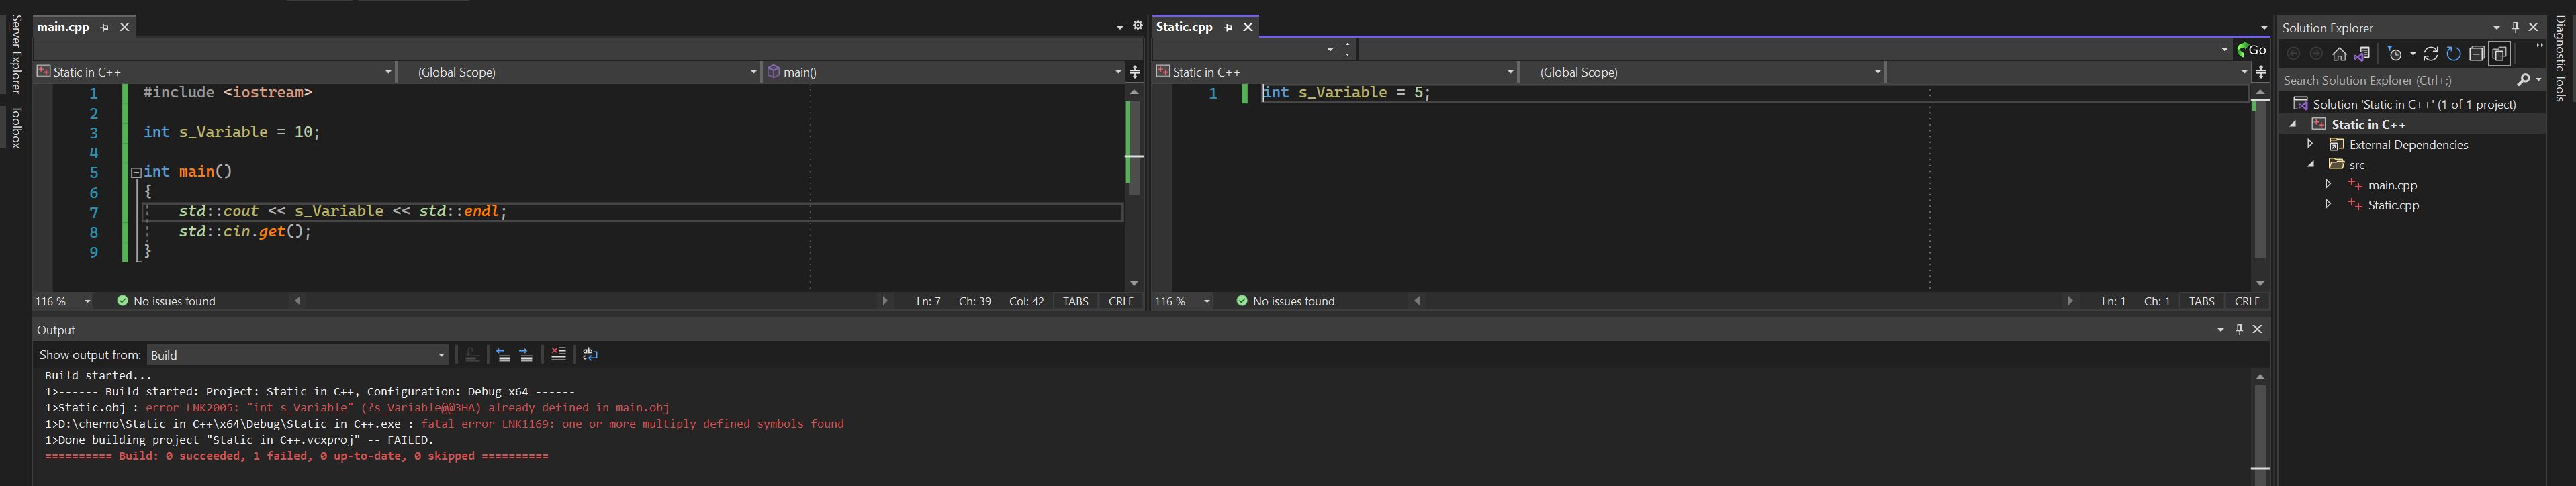 Server Explorer
Toolbox
main.cpp
Static in C++
(Global Scope)
main()
1 #include <iostream>
2
3 int s_Variable = 10;
4
5 int main()
6 {
7 std::cout << s_Variable << std::endl;
8 std::cin.get();
9 }
116 %
No issues found
Ln: 7 Ch: 39 Col: 42 TABS CRLF
Static.cpp
Go
Static in C++
(Global Scope)
1 int s_Variable = 5;
116 %
No issues found
Ln: 1 Ch: 1 TABS CRLF
Output
Show output from: Build
Build started...
1>------ Build started: Project: Static in C++, Configuration: Debug x64 ------
1>Static.obj : error LNK2005: "int s_Variable" (?s_Variable@@3HA) already defined in main.obj
1>D:\cherno\Static in C++\x64\Debug\Static in C++.exe : fatal error LNK1169: one or more multiply defined symbols found
1>Done building project "Static in C++.vcxproj" -- FAILED.
========== Build: 0 succeeded, 1 failed, 0 up-to-date, 0 skipped ==========
Solution Explorer
Search Solution Explorer (Ctrl+;)
Solution 'Static in C++' (1 of 1 project)
Static in C++
External Dependencies
src
main.cpp
Static.cpp
Diagnostic Tools